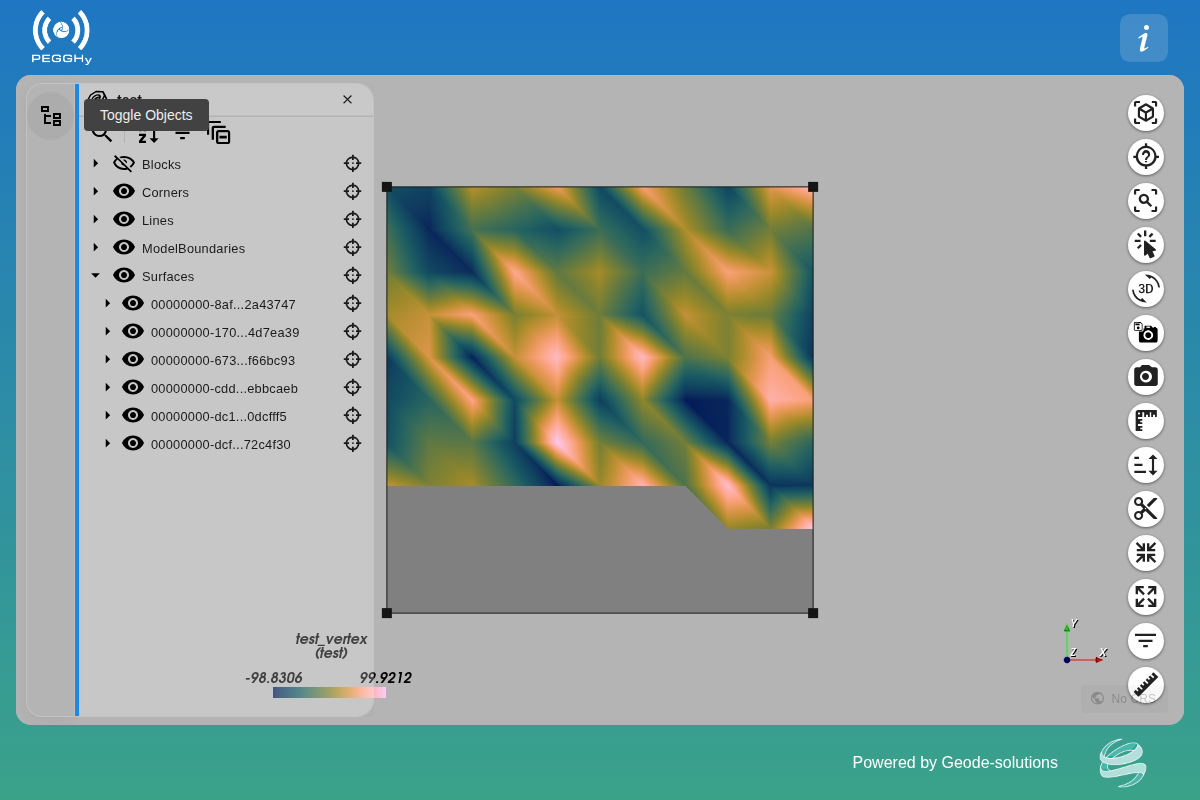 PEGGHy
i
test
Toggle Objects
Z
Blocks
Corners
Lines
ModelBoundaries
Surfaces
00000000-8af...2a43747
00000000-170...4d7ea39
00000000-673...f66bc93
00000000-cdd...ebbcaeb
00000000-dc1...0dcfff5
00000000-dcf...72c4f30
3D
test_vertex
(test)
-98.8306 99.9212
Y
Z X
No CRS
Powered by Geode-solutions